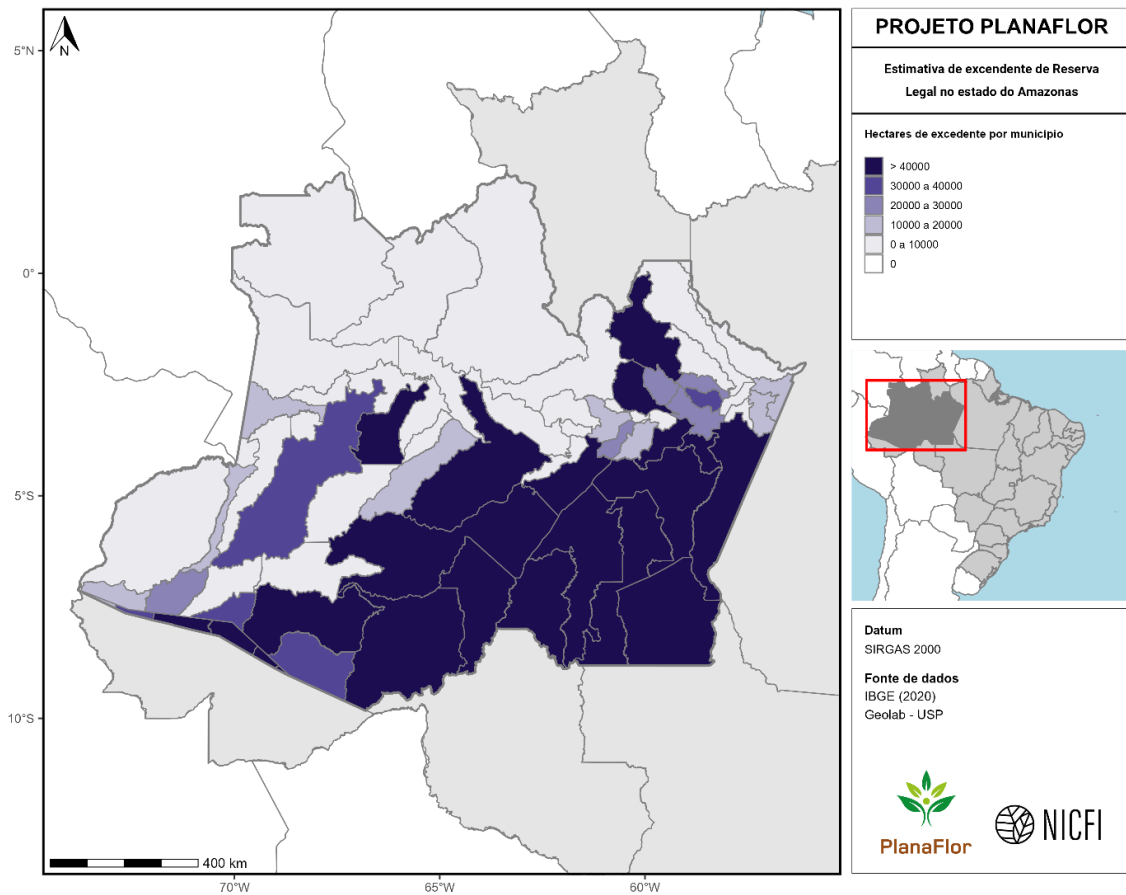 PROJETO PLANAFLOR
Estimativa de excendente de Reserva
Legal no estado do Amazonas
Hectares de excedente por municipio
> 40000
30000 a 40000
20000 a 30000
10000 a 20000
0 a 10000
0
N
5°N
0°
5°S
10°S
400 km
70°W
65°W
60°W
Datum
SIRGAS 2000
Fonte de dados
IBGE (2020)
Geolab - USP
PlanaFlor
NICFI